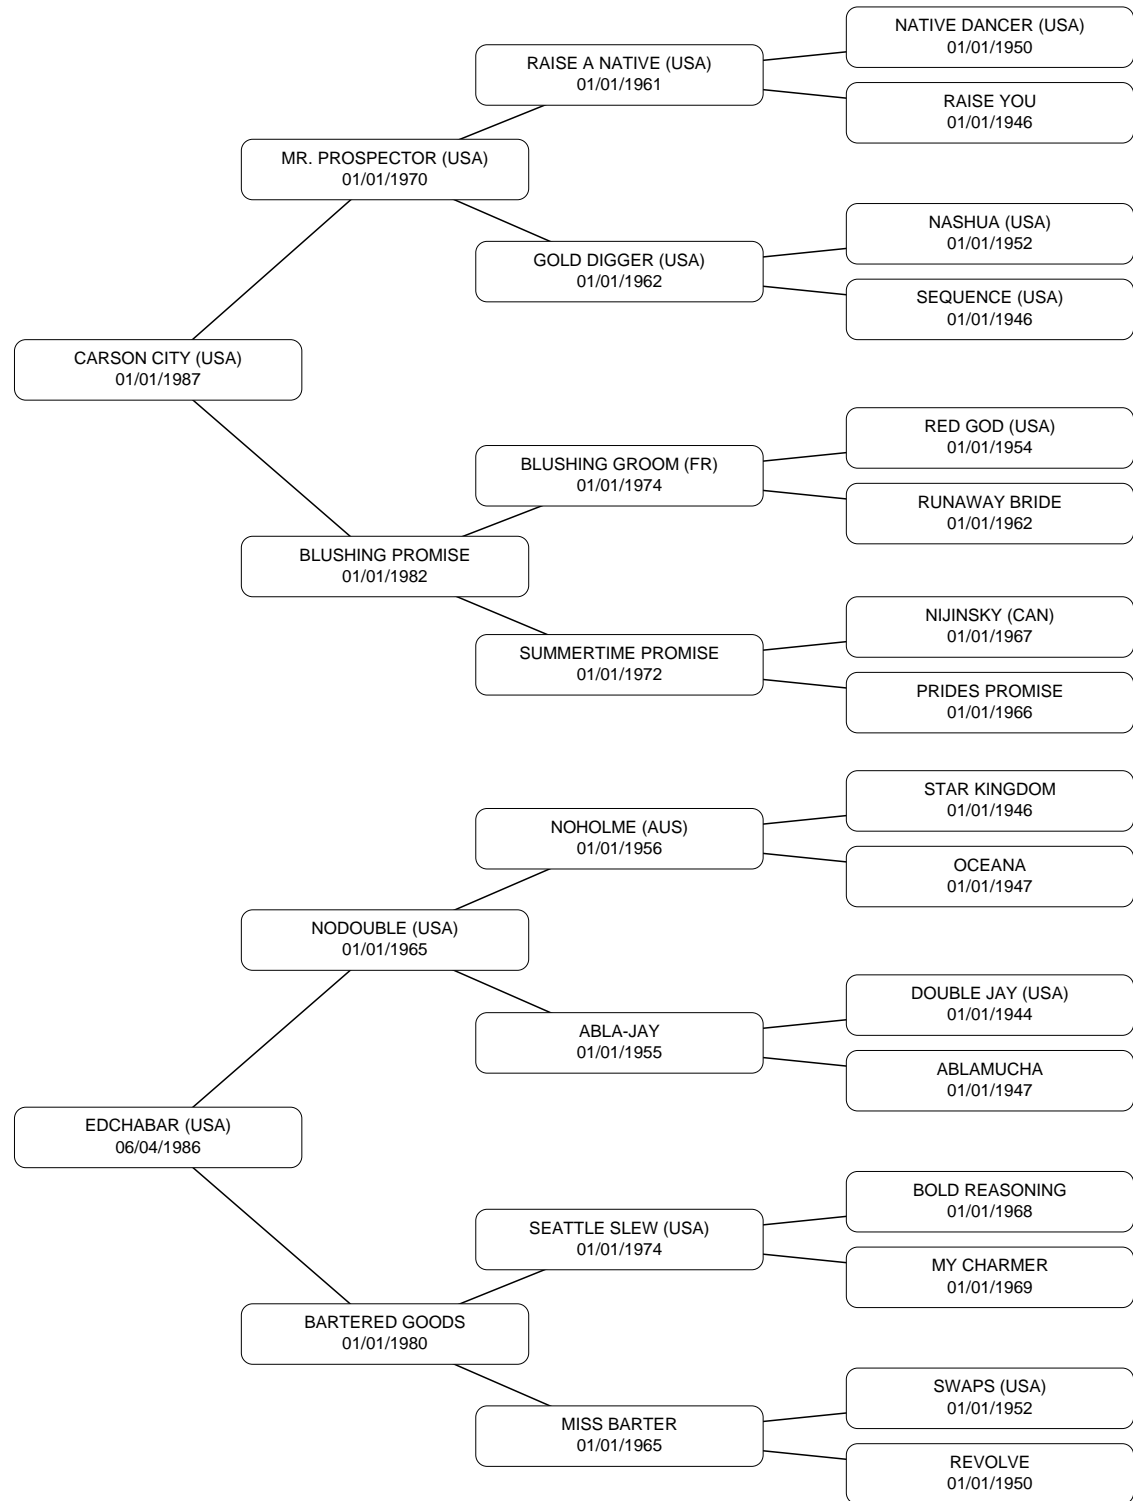 NATIVE DANCER (USA)
01/01/1950
RAISE A NATIVE (USA)
01/01/1961
RAISE YOU
01/01/1946
MR. PROSPECTOR (USA)
01/01/1970
NASHUA (USA)
01/01/1952
GOLD DIGGER (USA)
01/01/1962
SEQUENCE (USA)
01/01/1946
CARSON CITY (USA)
01/01/1987
RED GOD (USA)
01/01/1954
BLUSHING GROOM (FR)
01/01/1974
RUNAWAY BRIDE
01/01/1962
BLUSHING PROMISE
01/01/1982
NIJINSKY (CAN)
01/01/1967
SUMMERTIME PROMISE
01/01/1972
PRIDES PROMISE
01/01/1966
STAR KINGDOM
01/01/1946
NOHOLME (AUS)
01/01/1956
OCEANA
01/01/1947
NODOUBLE (USA)
01/01/1965
DOUBLE JAY (USA)
01/01/1944
ABLA-JAY
01/01/1955
ABLAMUCHA
01/01/1947
EDCHABAR (USA)
06/04/1986
BOLD REASONING
01/01/1968
SEATTLE SLEW (USA)
01/01/1974
MY CHARMER
01/01/1969
BARTERED GOODS
01/01/1980
SWAPS (USA)
01/01/1952
MISS BARTER
01/01/1965
REVOLVE
01/01/1950